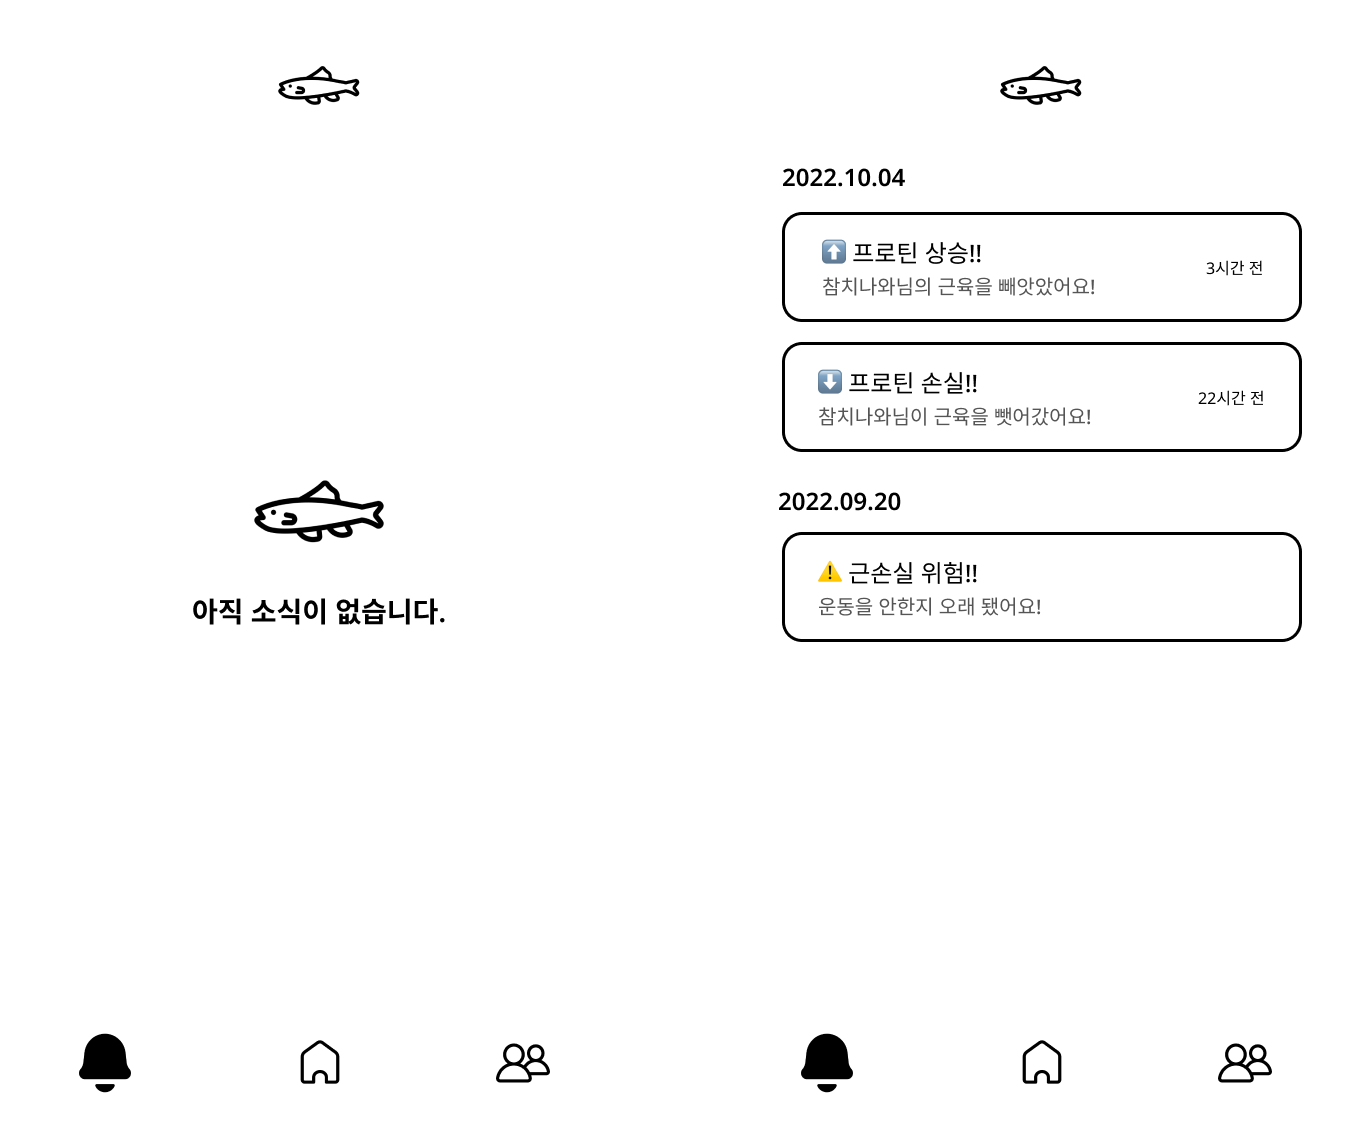 아직 소식이 없습니다.
2022.10.04
⬆️ 프로틴 상승!!
참치나와님의 근육을 빼앗았어요!
3시간 전
⬇️ 프로틴 손실!!
참치나와님이 근육을 뺏어갔어요!
22시간 전
2022.09.20
⚠️ 근손실 위험!!
운동을 안한지 오래 됐어요!